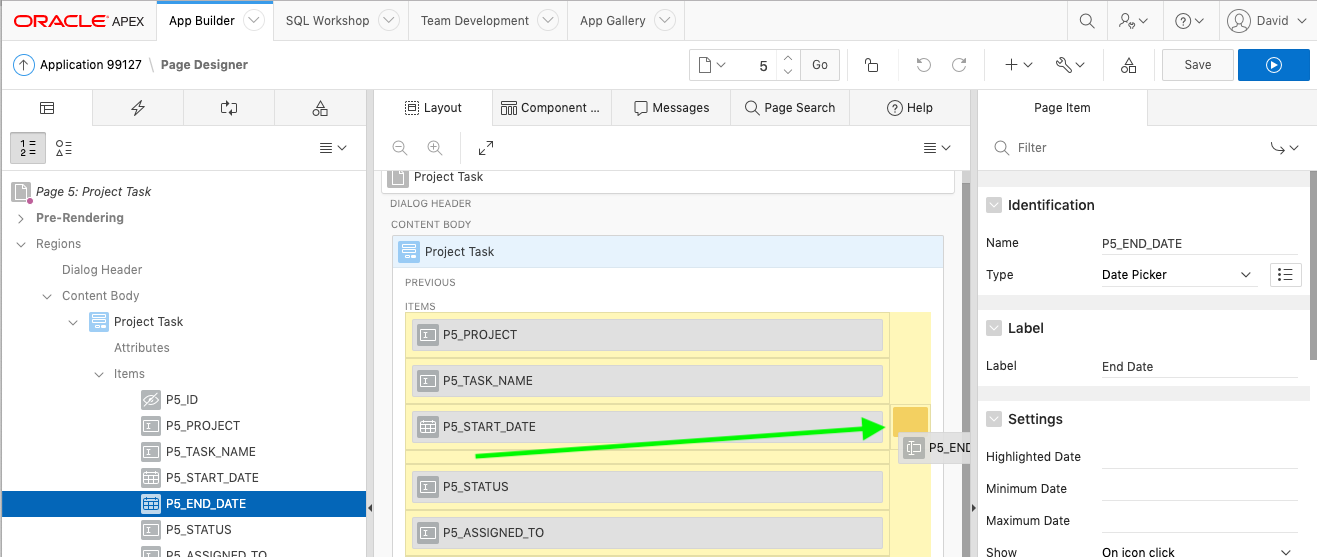 ORACLE APEX App Builder SQL Workshop Team Development App Gallery David
Application 99127 \ Page Designer 5 Go Save
Layout Component ... Messages Page Search Help Page Item
1 2
Filter
Page 5: Project Task
Pre-Rendering
Regions
Dialog Header
Content Body
Project Task
Attributes
Items
P5_ID
P5_PROJECT
P5_TASK_NAME
P5_START_DATE
P5_END_DATE
P5_STATUS
P5_ASSIGNED_TO
Project Task
DIALOG HEADER
CONTENT BODY
Project Task
PREVIOUS
ITEMS
P5_PROJECT
P5_TASK_NAME
P5_START_DATE
P5_END
P5_STATUS
P5_ASSIGNED_TO
Identification
Name P5_END_DATE
Type Date Picker
Label
Label End Date
Settings
Highlighted Date
Minimum Date
Maximum Date
Show On icon click